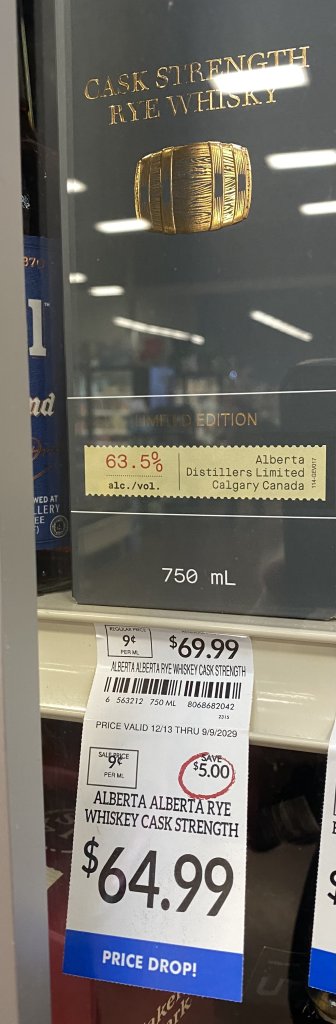 CASK STRENGTH
RYE WHISKY
1
nd
LIMITED EDITION
63.5%
alc./vol.
Alberta
Distillers Limited
Calgary Canada
750 mL
REGULAR PRICE
9¢
PER ML
$69.99
ALBERTA ALBERTA RYE WHISKEY CASK STRENGTH
6 563212 750 ML 8068682042
2315
PRICE VALID 12/13 THRU 9/9/2029
SALE PRICE
9¢
PER ML
SAVE
$5.00
ALBERTA ALBERTA RYE
WHISKEY CASK STRENGTH
$64.99
PRICE DROP!